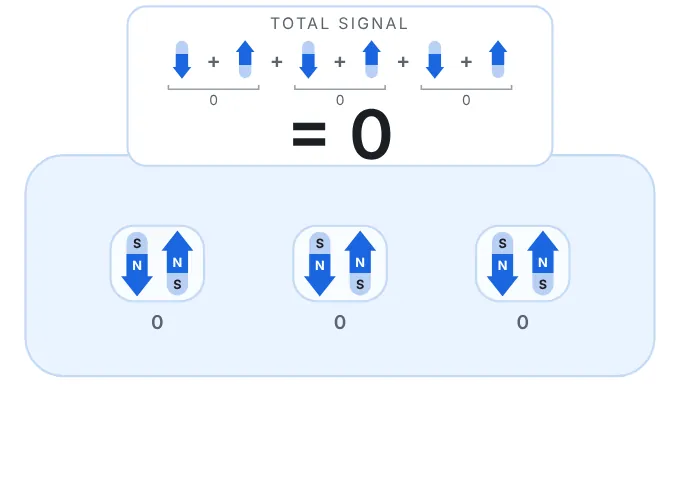 TOTAL SIGNAL
+ + + + +
0 0 0
= 0
S S S
N N N N N N
S S S
0 0 0